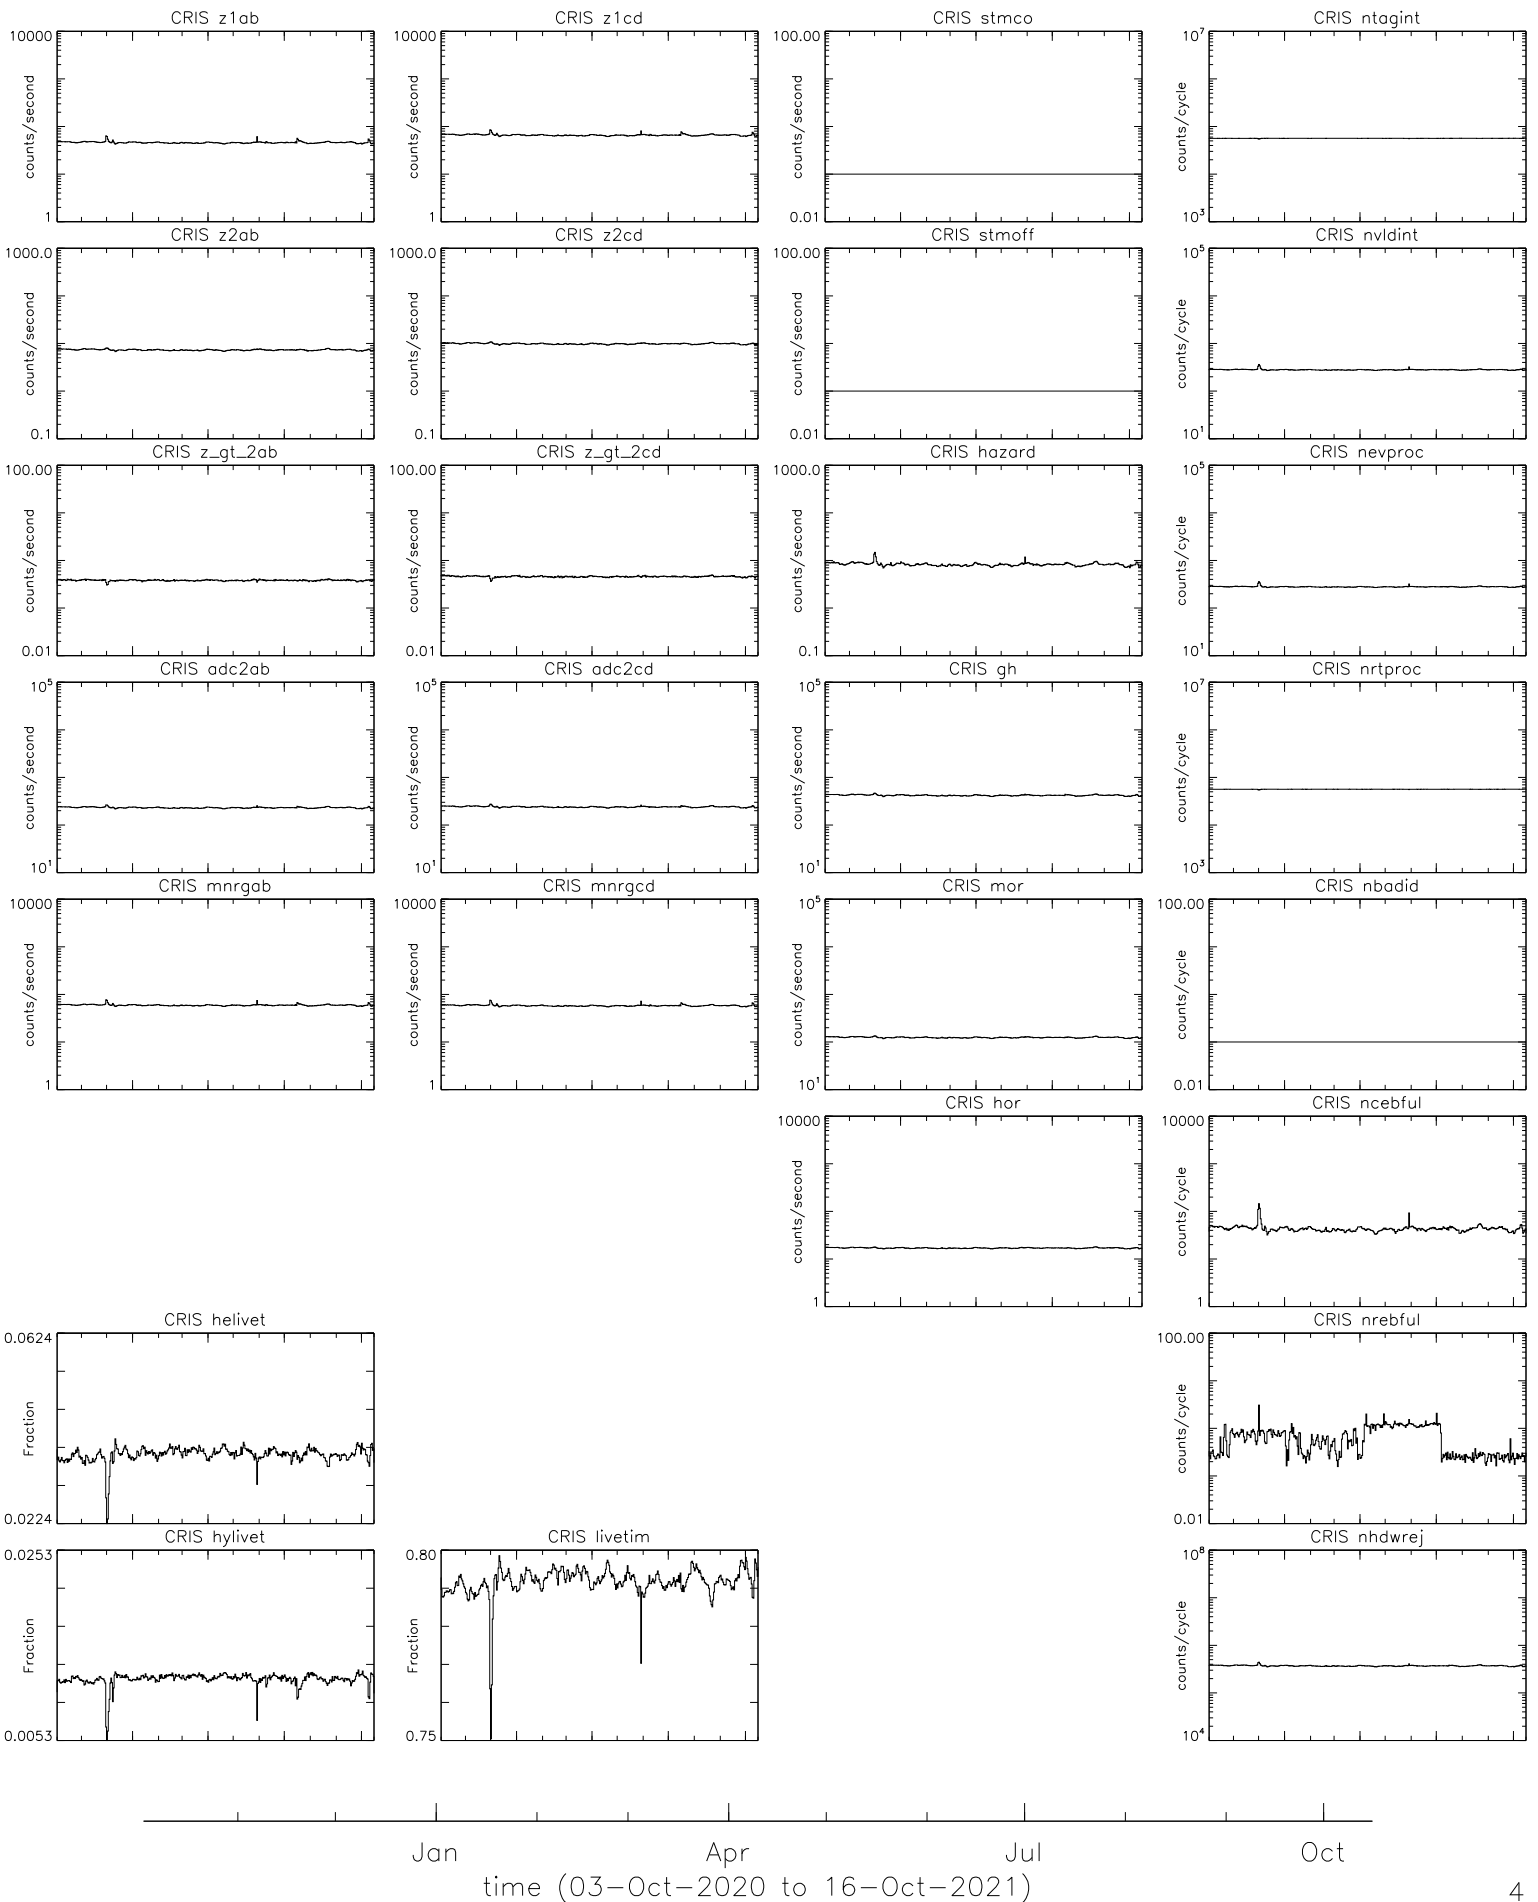 CRIS z1ab
CRIS z1cd
CRIS stmco
CRIS ntagint
10000
counts/second
1
10000
counts/second
1
100.00
counts/second
0.01
10⁷
counts/cycle
10³
CRIS z2ab
CRIS z2cd
CRIS stmoff
CRIS nvldint
1000.0
counts/second
0.1
1000.0
counts/second
0.1
100.00
counts/second
0.01
10⁵
counts/cycle
10¹
CRIS z_gt_2ab
CRIS z_gt_2cd
CRIS hazard
CRIS nevproc
100.00
counts/second
0.01
100.00
counts/second
0.01
1000.0
counts/second
0.1
10⁵
counts/cycle
10¹
CRIS adc2ab
CRIS adc2cd
CRIS gh
CRIS nrtproc
10⁵
counts/second
10¹
10⁵
counts/second
10¹
10⁵
counts/second
10¹
10⁷
counts/cycle
10³
CRIS mnrgab
CRIS mnrgcd
CRIS mor
CRIS nbadid
10000
counts/second
1
10000
counts/second
1
10⁵
counts/second
10¹
100.00
counts/cycle
0.01
CRIS hor
CRIS ncebful
10000
counts/second
1
10000
counts/cycle
1
CRIS helivet
CRIS nrebful
0.0624
Fraction
0.0224
100.00
counts/cycle
0.01
CRIS hylivet
CRIS livetim
CRIS nhdwrej
0.0253
Fraction
0.0053
0.80
Fraction
0.75
10⁸
counts/cycle
10⁴
Jan
Apr
Jul
Oct
time (03-Oct-2020 to 16-Oct-2021)
4